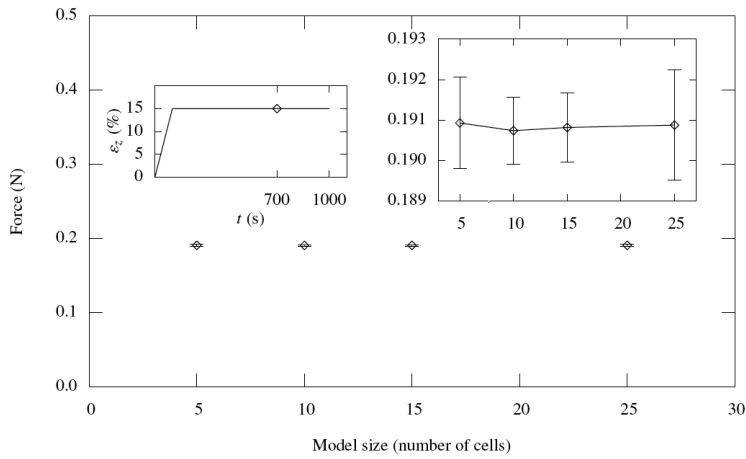 0.5
0.4
0.3
0.2
0.1
0.0
Force (N)
0 5 10 15 20 25 30
Model size (number of cells)
15
10
5
0
εz (%)
700 1000
t (s)
0.193
0.192
0.191
0.190
0.189
5 10 15 20 25